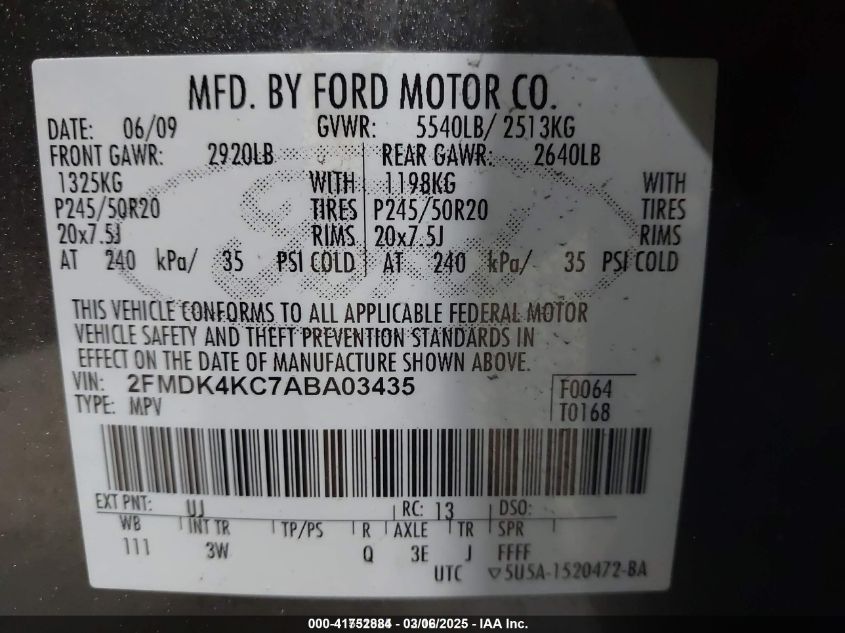 MFD. BY FORD MOTOR CO.
DATE: 06/09 GVWR: 5540LB/ 2513KG
FRONT GAWR: 2920LB REAR GAWR: 2640LB
1325KG WITH 1198KG WITH
P245/50R20 TIRES P245/50R20 TIRES
20x7.5J RIMS 20x7.5J RIMS
AT 240 kPa/ 35 PSI COLD AT 240 kPa/ 35 PSI COLD
THIS VEHICLE CONFORMS TO ALL APPLICABLE FEDERAL MOTOR
VEHICLE SAFETY AND THEFT PREVENTION STANDARDS IN
EFFECT ON THE DATE OF MANUFACTURE SHOWN ABOVE.
VIN: 2FMDK4KC7ABA03435 F0064
TYPE: MPV T0168
EXT PNT: UJ RC: 13 DSO:
WB INT TR TP/PS R AXLE TR SPR
111 3W Q 3E J FFFF
UTC ▽5U5A-1520472-BA
03/06/2025 - IAA Inc.